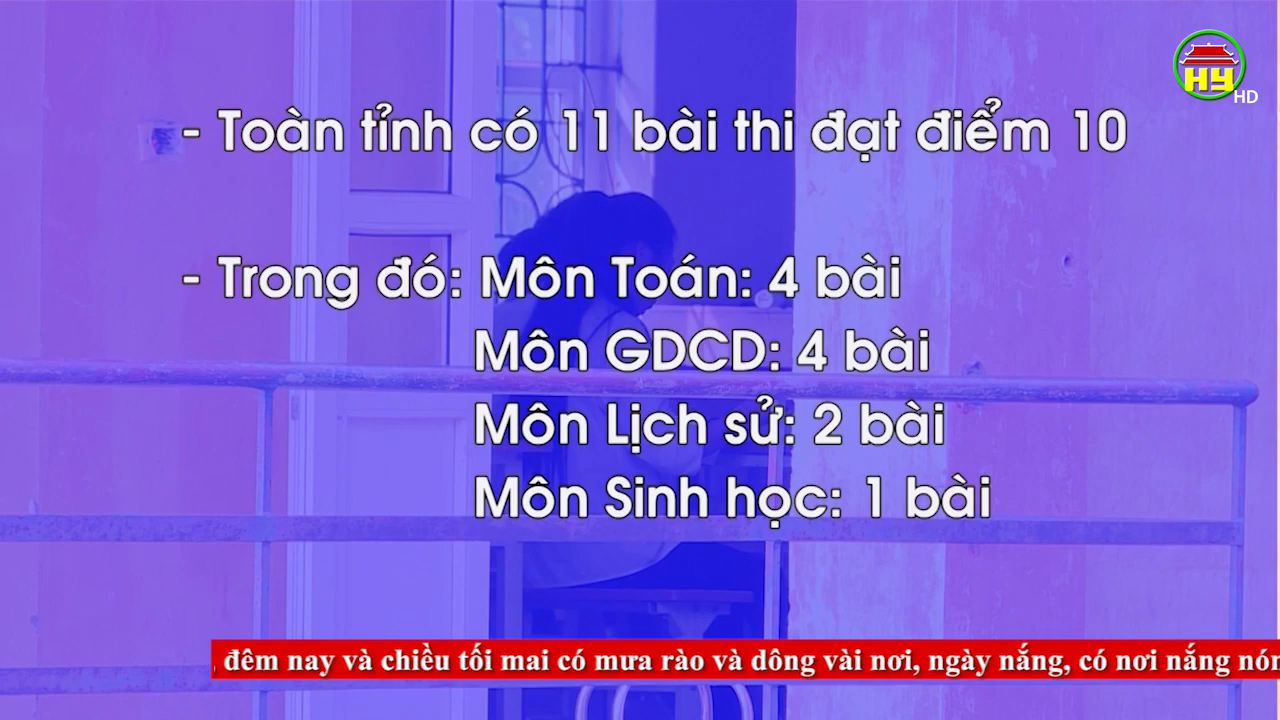 HY
HD
- Toàn tỉnh có 11 bài thi đạt điểm 10
- Trong đó: Môn Toán: 4 bài
Môn GDCD: 4 bài
Môn Lịch sử: 2 bài
Môn Sinh học: 1 bài
, đêm nay và chiều tối mai có mưa rào và dông vài nơi, ngày nắng, có nơi nắng nón